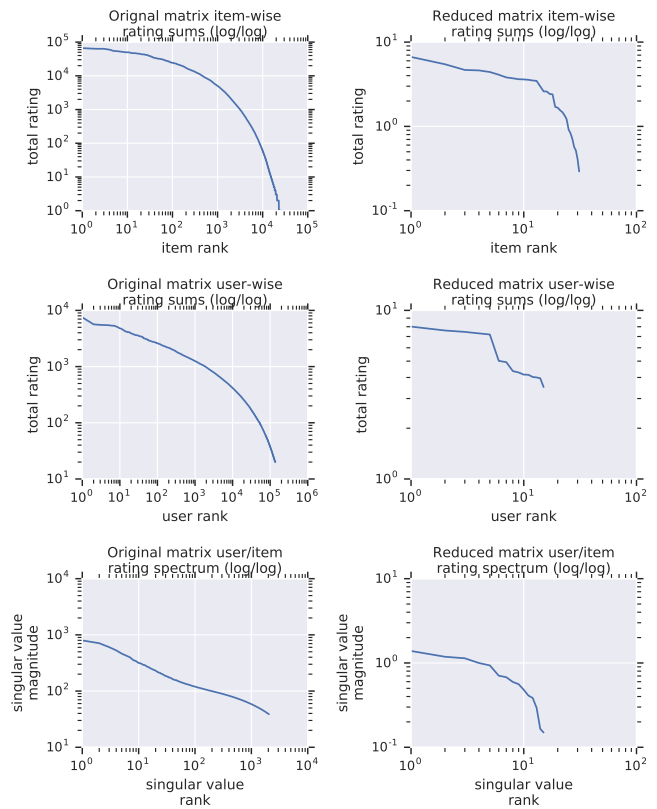 Orignal matrix item-wise
rating sums (log/log)
10^5
10^4
10^3
10^2
10^1
10^0
total rating
10^0 10^1 10^2 10^3 10^4 10^5
item rank
Reduced matrix item-wise
rating sums (log/log)
10^1
10^0
10^-1
total rating
10^0 10^1 10^2
item rank
Original matrix user-wise
rating sums (log/log)
10^4
10^3
10^2
10^1
total rating
10^0 10^1 10^2 10^3 10^4 10^5 10^6
user rank
Reduced matrix user-wise
rating sums (log/log)
10^1
10^0
total rating
10^0 10^1 10^2
user rank
Original matrix user/item
rating spectrum (log/log)
10^4
10^3
10^2
10^1
singular value
magnitude
10^0 10^1 10^2 10^3 10^4
singular value
rank
Reduced matrix user/item
rating spectrum (log/log)
10^1
10^0
10^-1
singular value
magnitude
10^0 10^1 10^2
singular value
rank